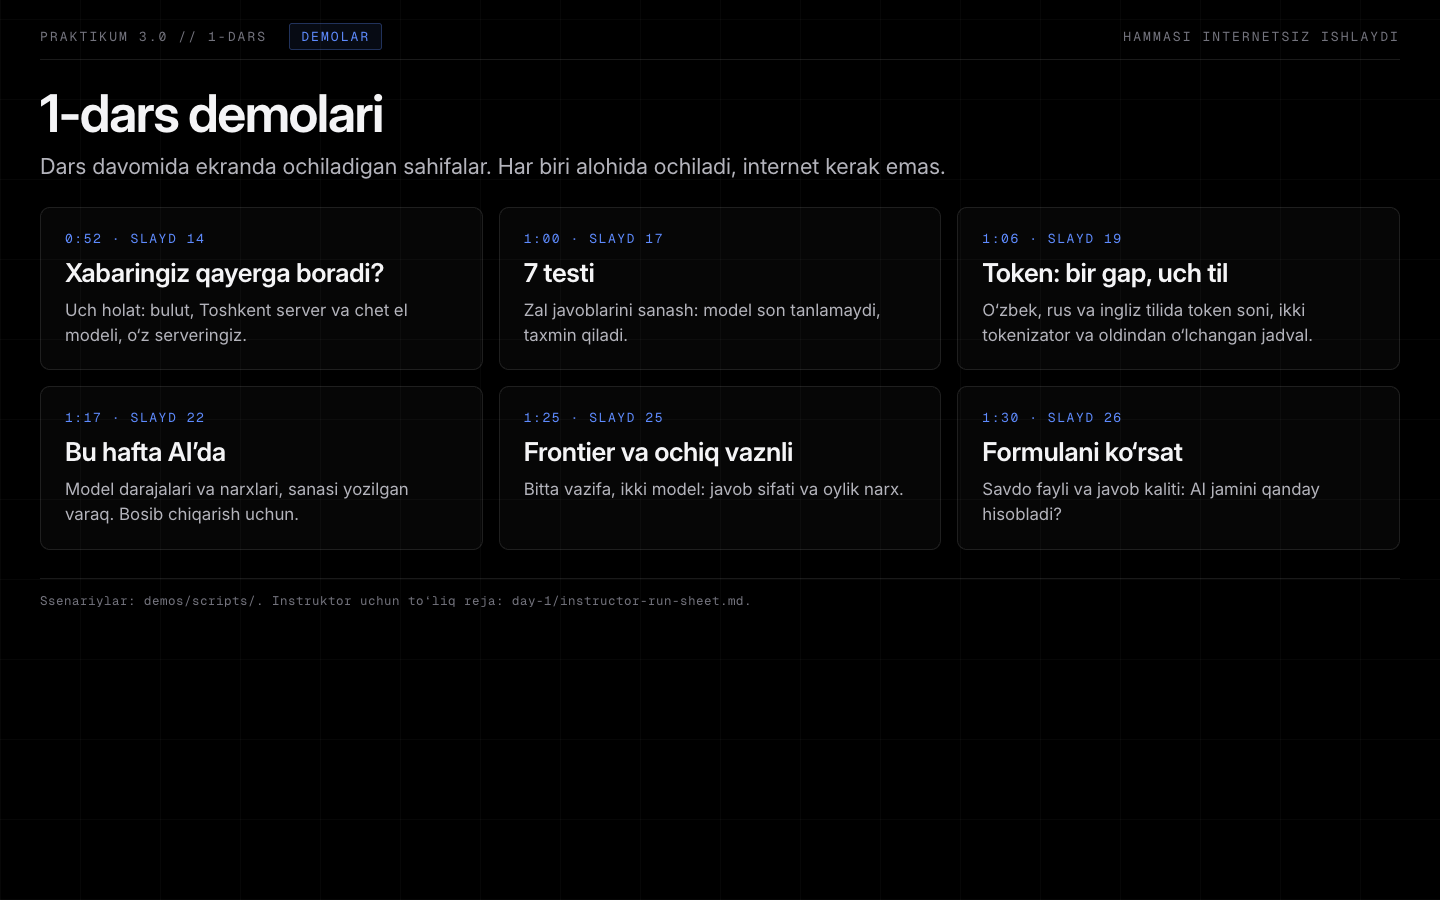 PRAKTIKUM 3.0 // 1-DARS DEMOLAR HAMMASI INTERNETSIZ ISHLAYDI
1-dars demolari
Dars davomida ekranda ochiladigan sahifalar. Har biri alohida ochiladi, internet kerak emas.
0:52 · SLAYD 14
Xabaringiz qayerga boradi?
Uch holat: bulut, Toshkent server va chet el
modeli, oʻz serveringiz.
1:00 · SLAYD 17
7 testi
Zal javoblarini sanash: model son tanlamaydi,
taxmin qiladi.
1:06 · SLAYD 19
Token: bir gap, uch til
Oʻzbek, rus va ingliz tilida token soni, ikki
tokenizator va oldindan oʻlchangan jadval.
1:17 · SLAYD 22
Bu hafta AI’da
Model darajalari va narxlari, sanasi yozilgan
varaq. Bosib chiqarish uchun.
1:25 · SLAYD 25
Frontier va ochiq vaznli
Bitta vazifa, ikki model: javob sifati va oylik narx.
1:30 · SLAYD 26
Formulani koʻrsat
Savdo fayli va javob kaliti: AI jamini qanday
hisobladi?
Ssenariylar: demos/scripts/. Instruktor uchun toʻliq reja: day-1/instructor-run-sheet.md.